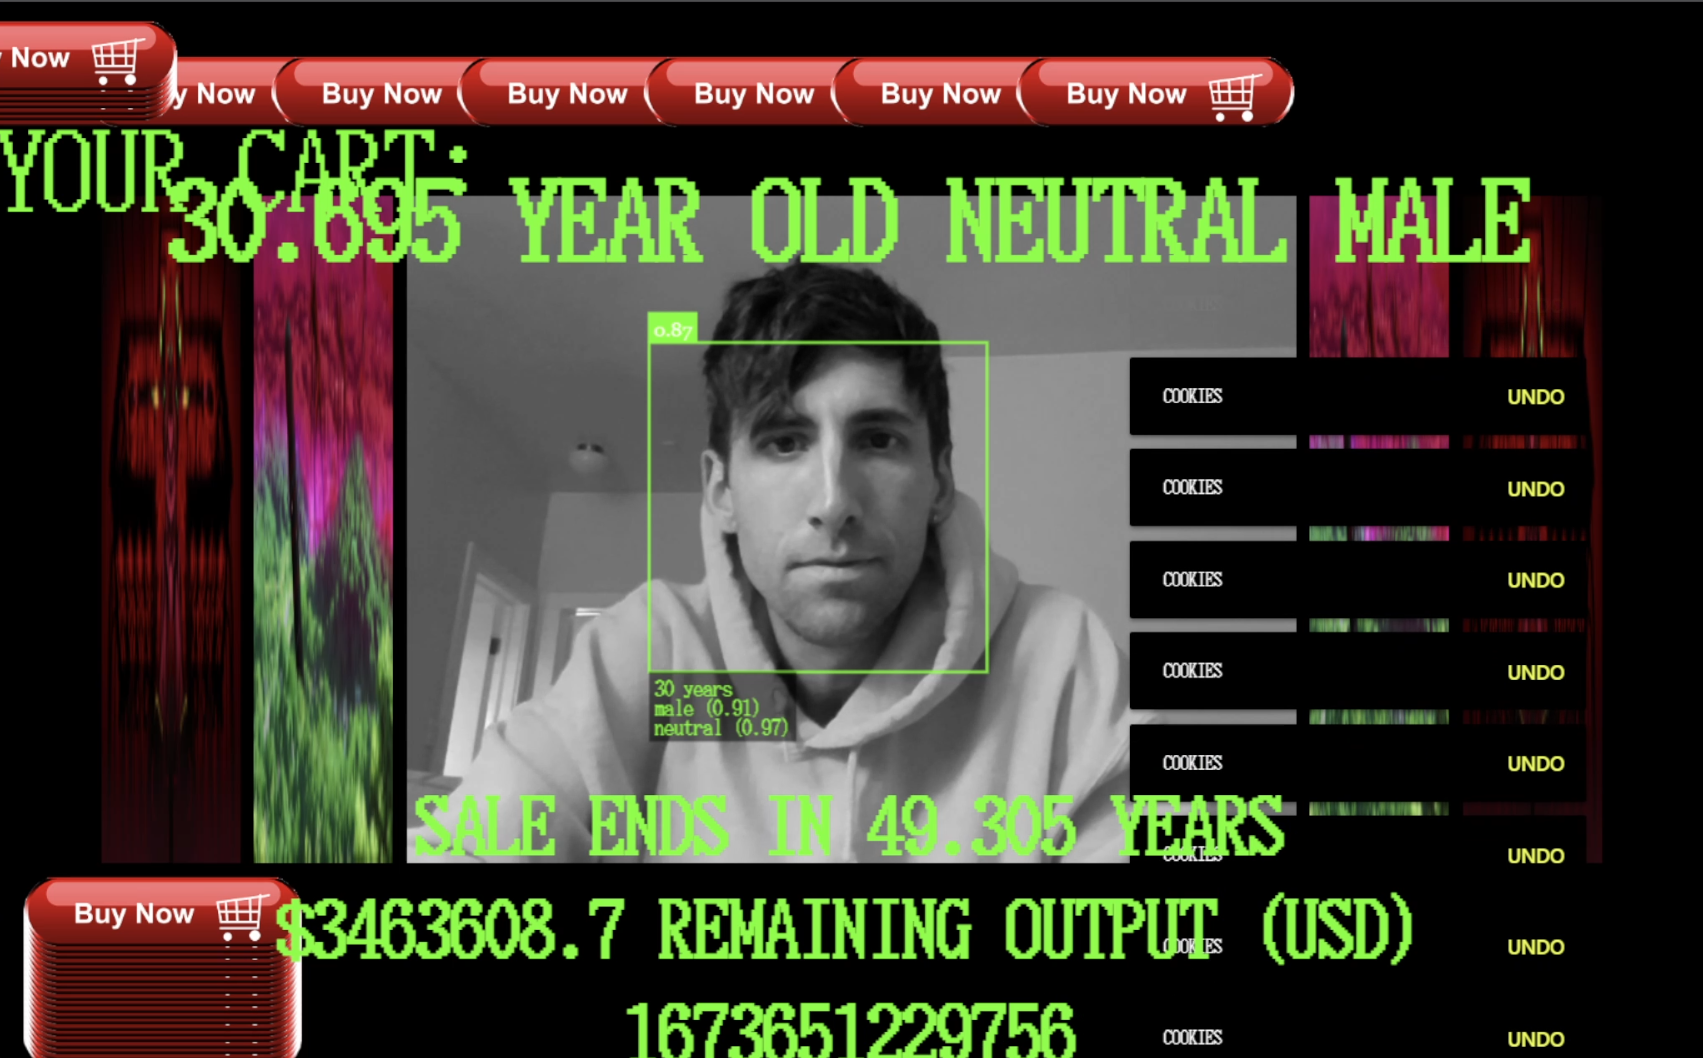 Now
y Now
Buy Now
Buy Now
Buy Now
Buy Now
Buy Now
YOUR CART:
30.695 YEAR OLD NEUTRAL MALE
0.87
COOKIES UNDO
COOKIES UNDO
COOKIES UNDO
30 years
male (0.91)
neutral (0.97)
COOKIES UNDO
COOKIES UNDO
SALE ENDS IN 49.305 YEARS
COOKIES UNDO
Buy Now
$3463608.7 REMAINING OUTPUT (USD)
COOKIES UNDO
1673651229756
COOKIES UNDO